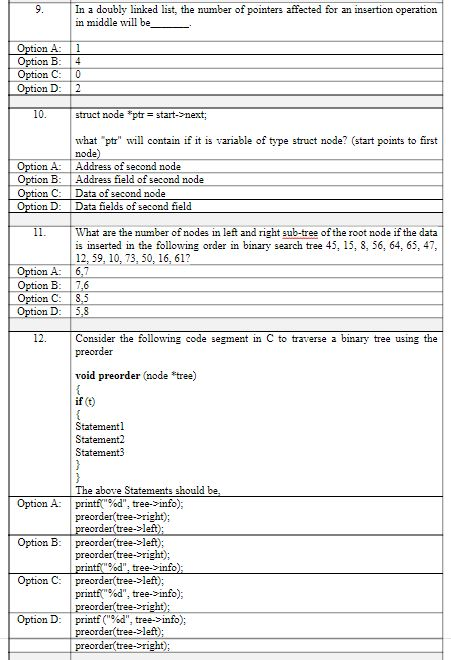 9. In a doubly linked list, the number of pointers affected for an insertion operation
in middle will be_______.
Option A: 1
Option B: 4
Option C: 0
Option D: 2
10. struct node *ptr = start->next;
what "ptr" will contain if it is variable of type struct node? (start points to first
node)
Option A: Address of second node
Option B: Address field of second node
Option C: Data of second node
Option D: Data fields of second field
11. What are the number of nodes in left and right sub-tree of the root node if the data
is inserted in the following order in binary search tree 45, 15, 8, 56, 64, 65, 47,
12, 59, 10, 73, 50, 16, 61?
Option A: 6,7
Option B: 7,6
Option C: 8,5
Option D: 5,8
12. Consider the following code segment in C to traverse a binary tree using the
preorder
void preorder (node *tree)
{
if (t)
{
Statement1
Statement2
Statement3
}
}
The above Statements should be,
Option A: printf("%d", tree->info);
preorder(tree->right);
preorder(tree->left);
Option B: preorder(tree->left);
preorder(tree->right);
printf("%d", tree->info);
Option C: preorder(tree->left);
printf("%d", tree->info);
preorder(tree->right);
Option D: printf ("%d", tree->info);
preorder(tree->left);
preorder(tree->right);